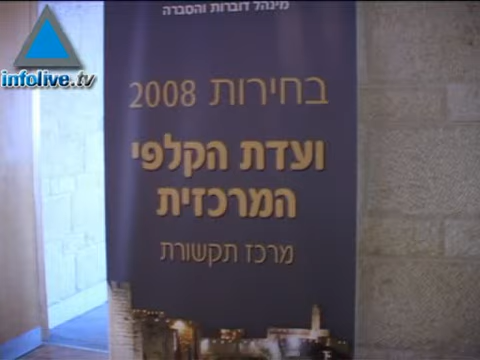 infolive.tv
מינהל דוברות והסברה
בחירות 2008
ועדת הקלפי
המרכזית
מרכז תקשורת